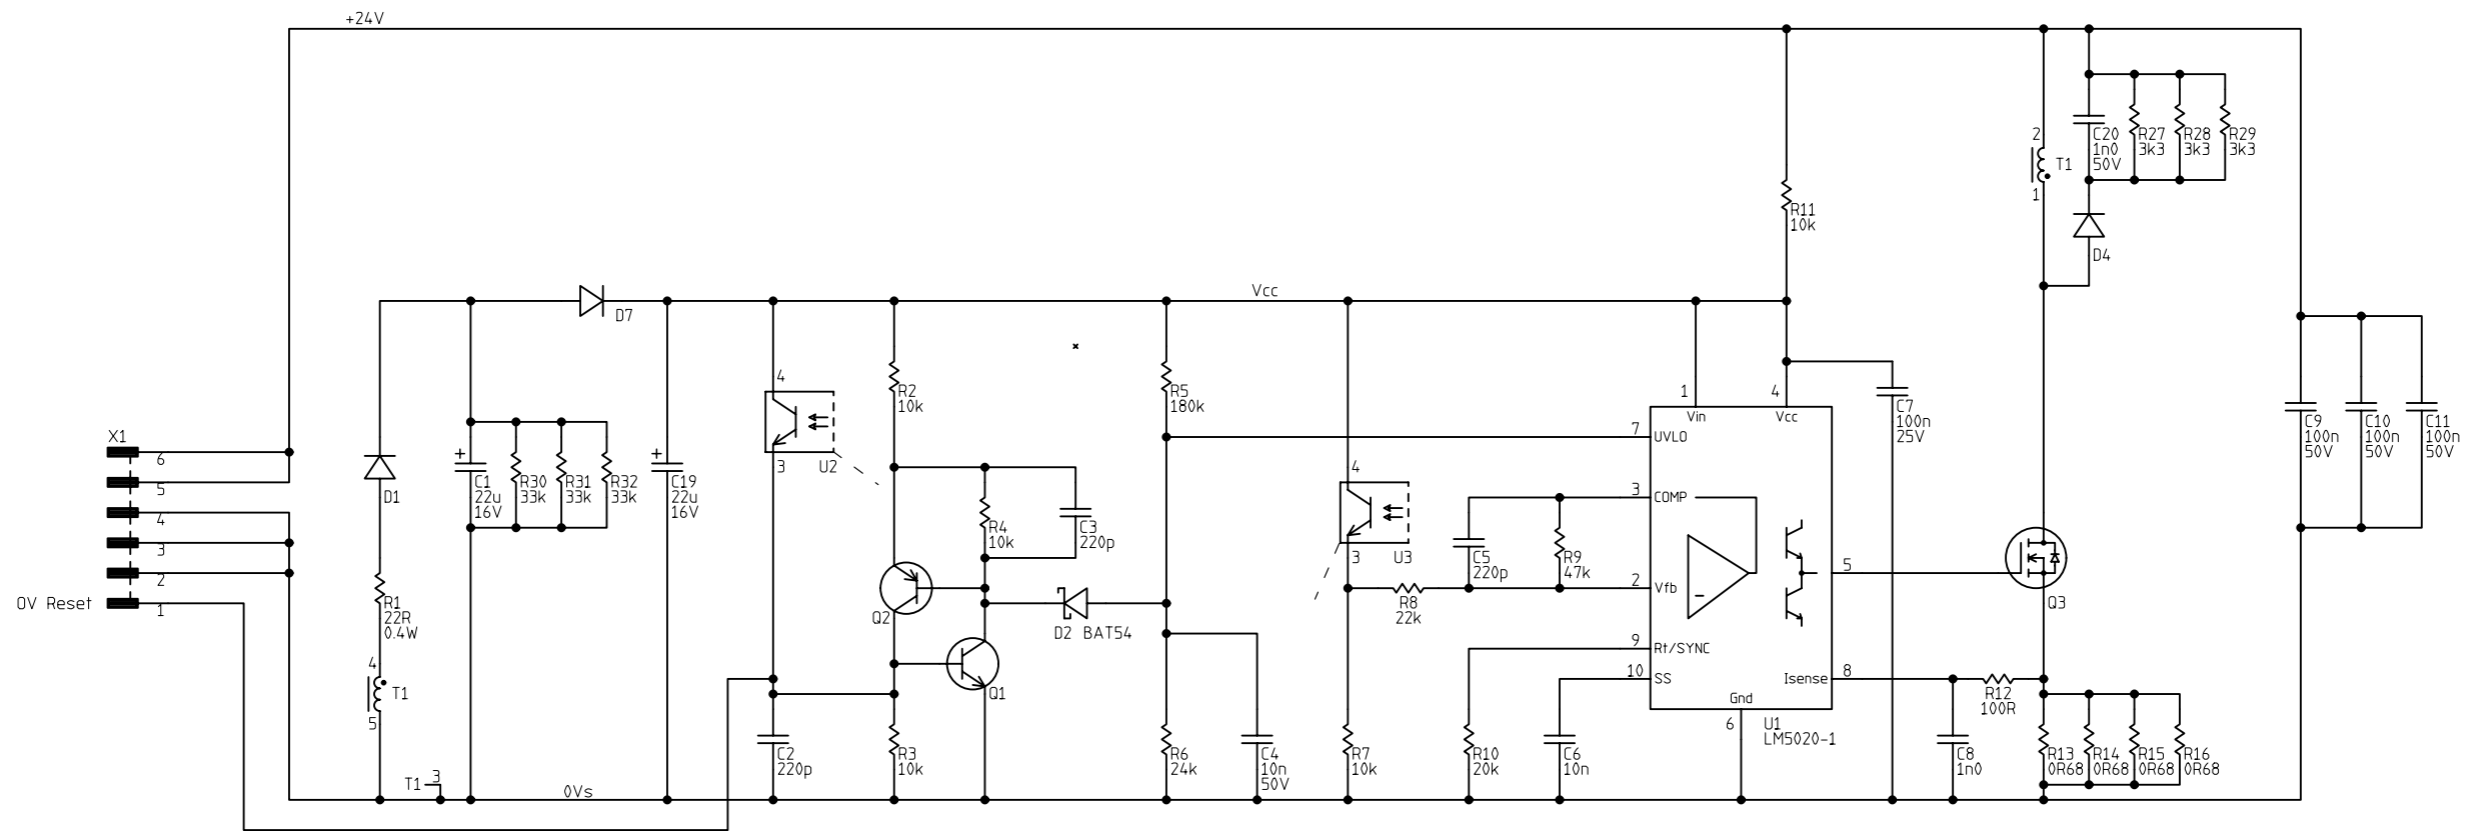 +24V
2
T1
1
C20
1n0
50V
R27
3k3
R28
3k3
R29
3k3
R11
10k
D4
Vcc
D7
X1
6
5
4
3
2
1
0V Reset
D1
R1
22R
0.4W
4
T1
5
T1 3
+
C1
22u
16V
R30
33k
R31
33k
R32
33k
+
C19
22u
16V
4
3
U2
R2
10k
R4
10k
C3
220p
Q2
Q1
D2 BAT54
C2
220p
R3
10k
0Vs
R5
180k
R6
24k
C4
10n
50V
4
3
U3
R7
10k
R8
22k
C5
220p
R9
47k
R10
20k
C6
10n
1
Vin
4
Vcc
7 UVLO
3 COMP
2 Vfb
-
9 Rt/SYNC
10 SS
5
Isense 8
Gnd
6
U1
LM5020-1
C7
100n
25V
C8
1n0
R12
100R
Q3
R13
0R68
R14
0R68
R15
0R68
R16
0R68
C9
100n
50V
C10
100n
50V
C11
100n
50V